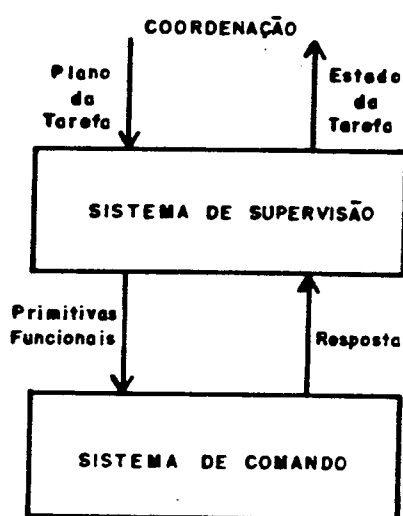 COORDENAÇÃO
Plano
da
Tarefa
Estado
da
Tarefa
SISTEMA DE SUPERVISÃO
Primitivas
Funcionais
Resposta
SISTEMA DE COMANDO